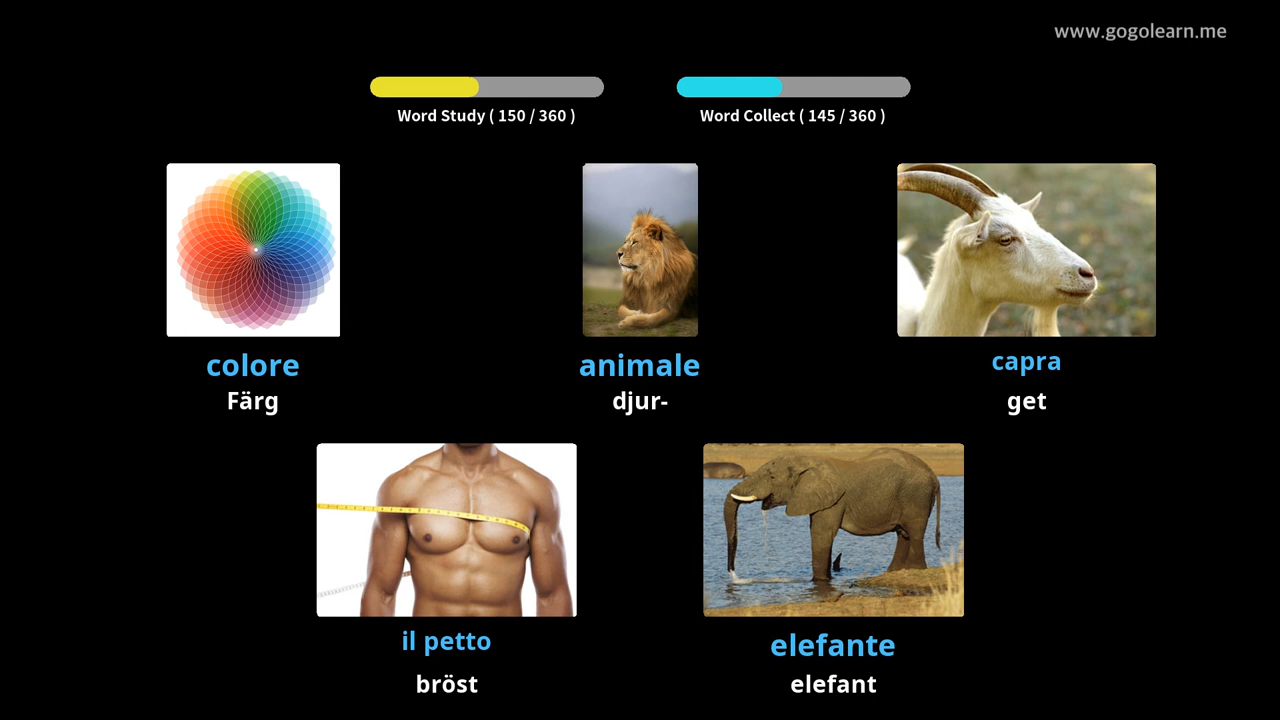 www.gogolearn.me
Word Study ( 150 / 360 )
Word Collect ( 145 / 360 )
colore
Färg
animale
djur-
capra
get
il petto
bröst
elefante
elefant